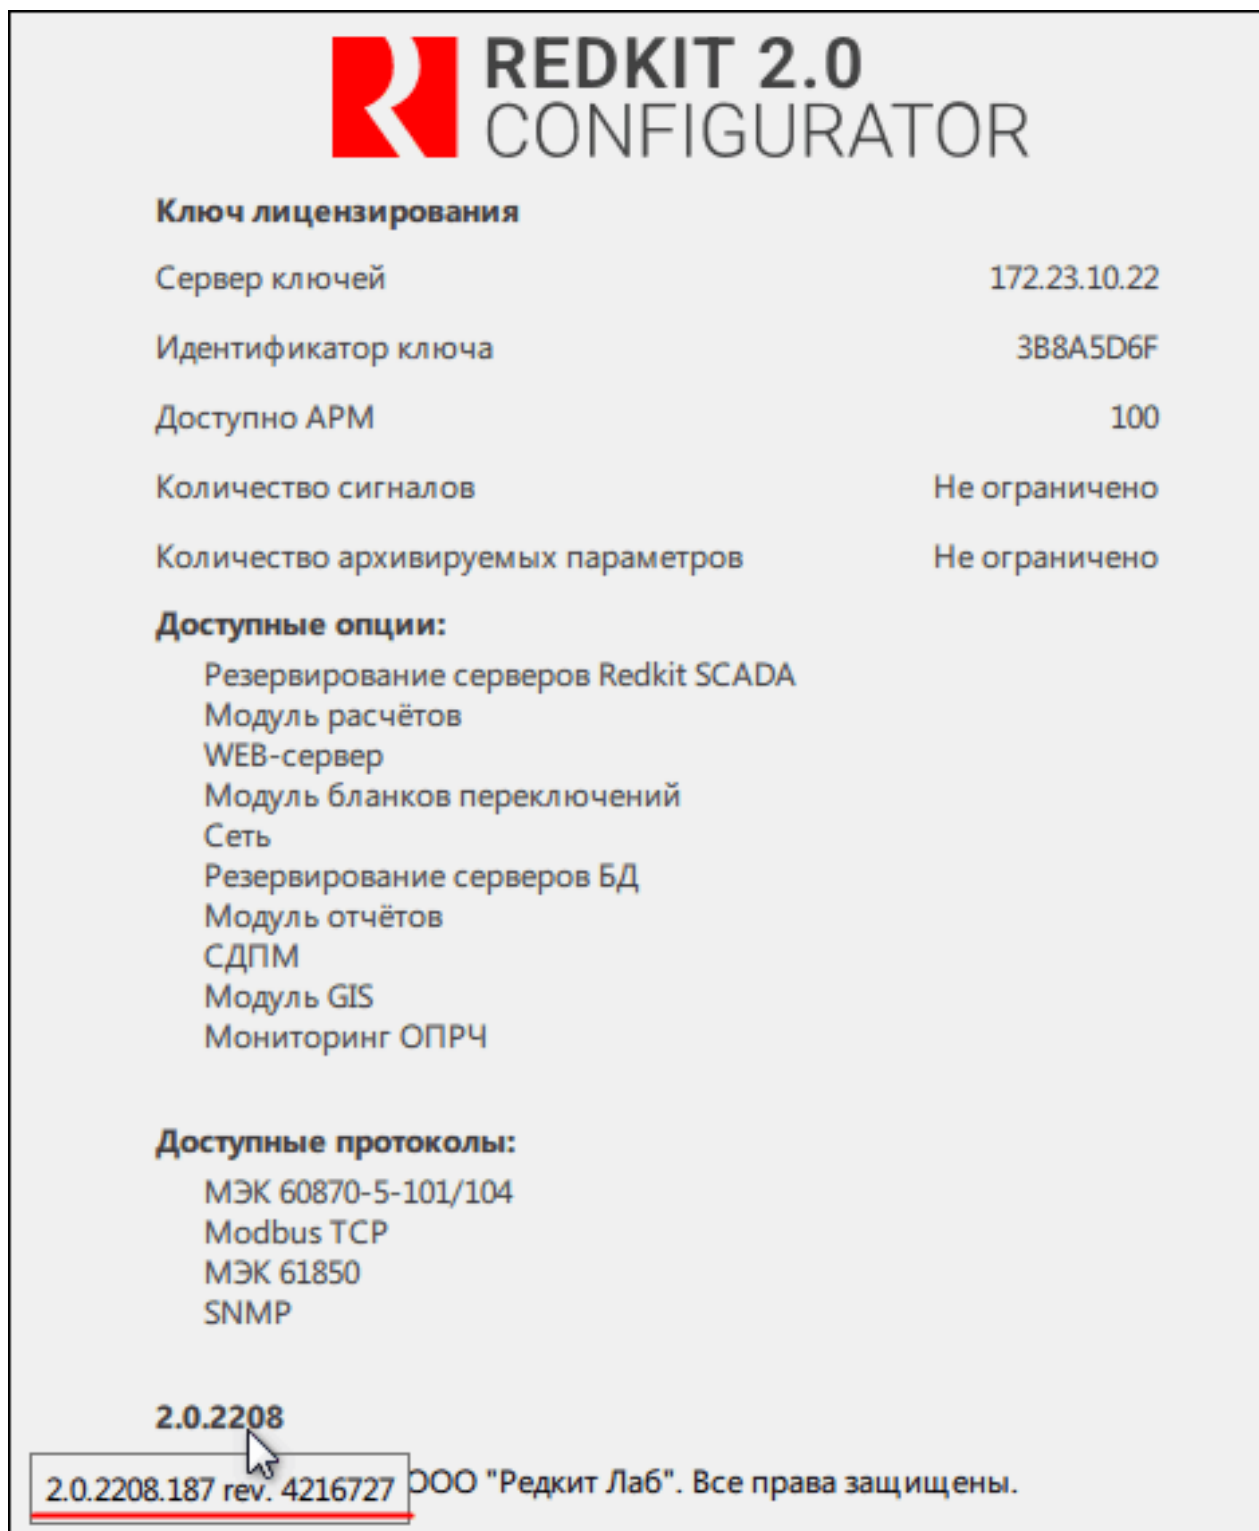 REDKIT 2.0
CONFIGURATOR
Ключ лицензирования
Сервер ключей 172.23.10.22
Идентификатор ключа 3B8A5D6F
Доступно АРМ 100
Количество сигналов Не ограничено
Количество архивируемых параметров Не ограничено
Доступные опции:
Резервирование серверов Redkit SCADA
Модуль расчётов
WEB-сервер
Модуль бланков переключений
Сеть
Резервирование серверов БД
Модуль отчётов
СДПМ
Модуль GIS
Мониторинг ОПРЧ
Доступные протоколы:
МЭК 60870-5-101/104
Modbus TCP
МЭК 61850
SNMP
2.0.2208
2.0.2208.187 rev. 4216727 ООО "Редкит Лаб". Все права защищены.